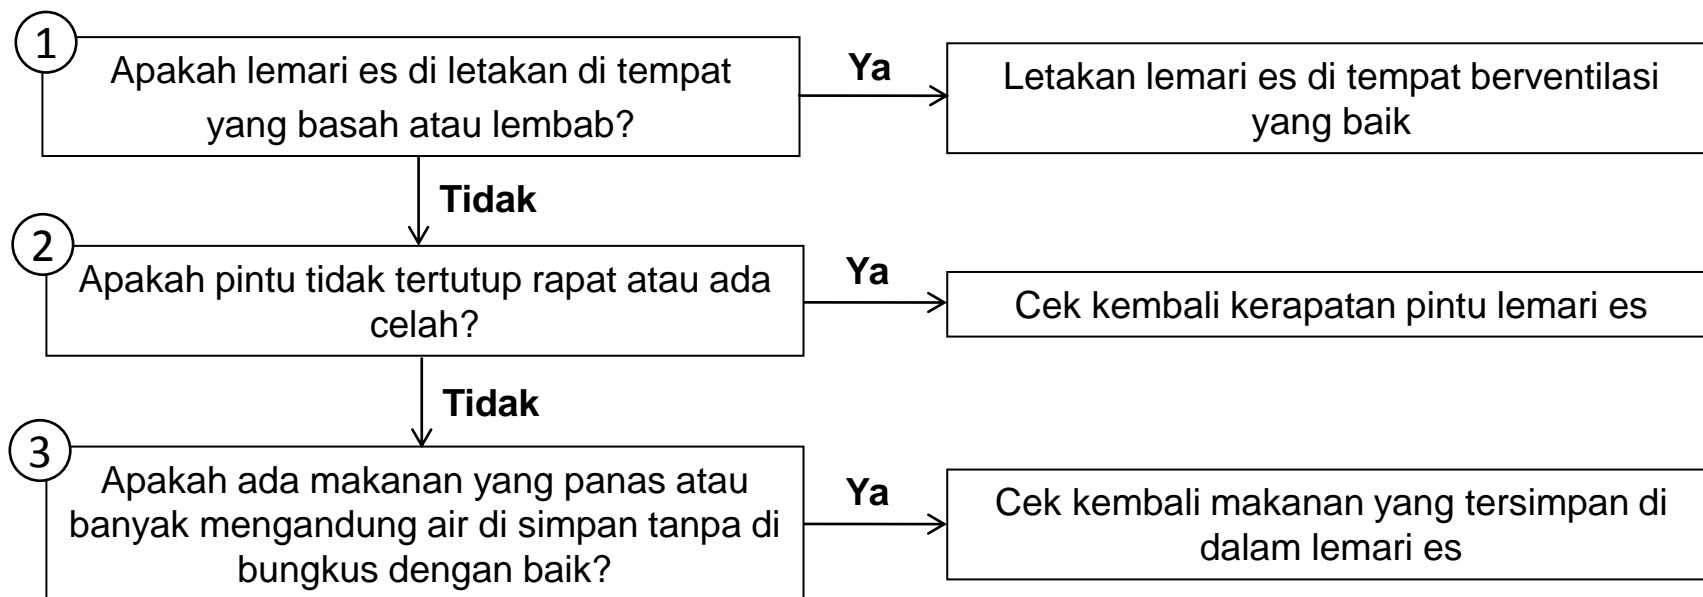 1
Apakah lemari es di letakan di tempat
yang basah atau lembab?
Ya
Letakan lemari es di tempat berventilasi
yang baik
Tidak
2
Apakah pintu tidak tertutup rapat atau ada
celah?
Ya
Cek kembali kerapatan pintu lemari es
Tidak
3
Apakah ada makanan yang panas atau
banyak mengandung air di simpan tanpa di
bungkus dengan baik?
Ya
Cek kembali makanan yang tersimpan di
dalam lemari es